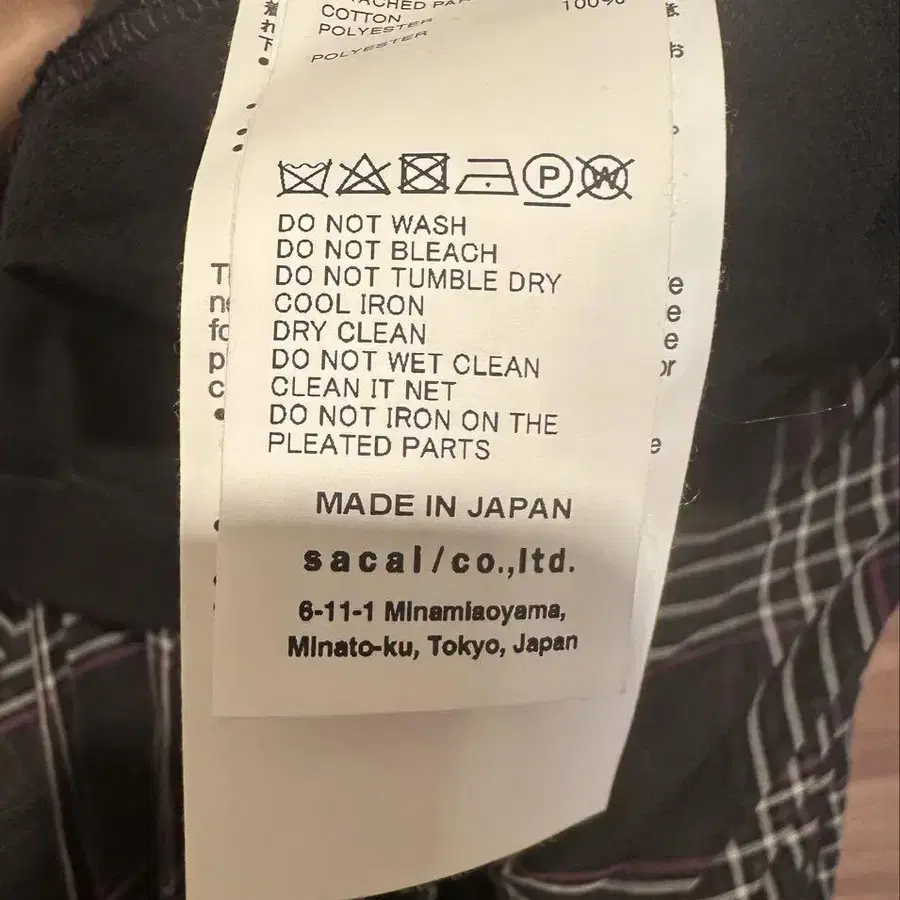 100%
COTTON
POLYESTER
POLYESTER
P W
DO NOT WASH
DO NOT BLEACH
DO NOT TUMBLE DRY
COOL IRON
DRY CLEAN
DO NOT WET CLEAN
CLEAN IT NET
DO NOT IRON ON THE
PLEATED PARTS
MADE IN JAPAN
sacai/co.,ltd.
6-11-1 Minamiaoyama,
Minato-ku, Tokyo, Japan